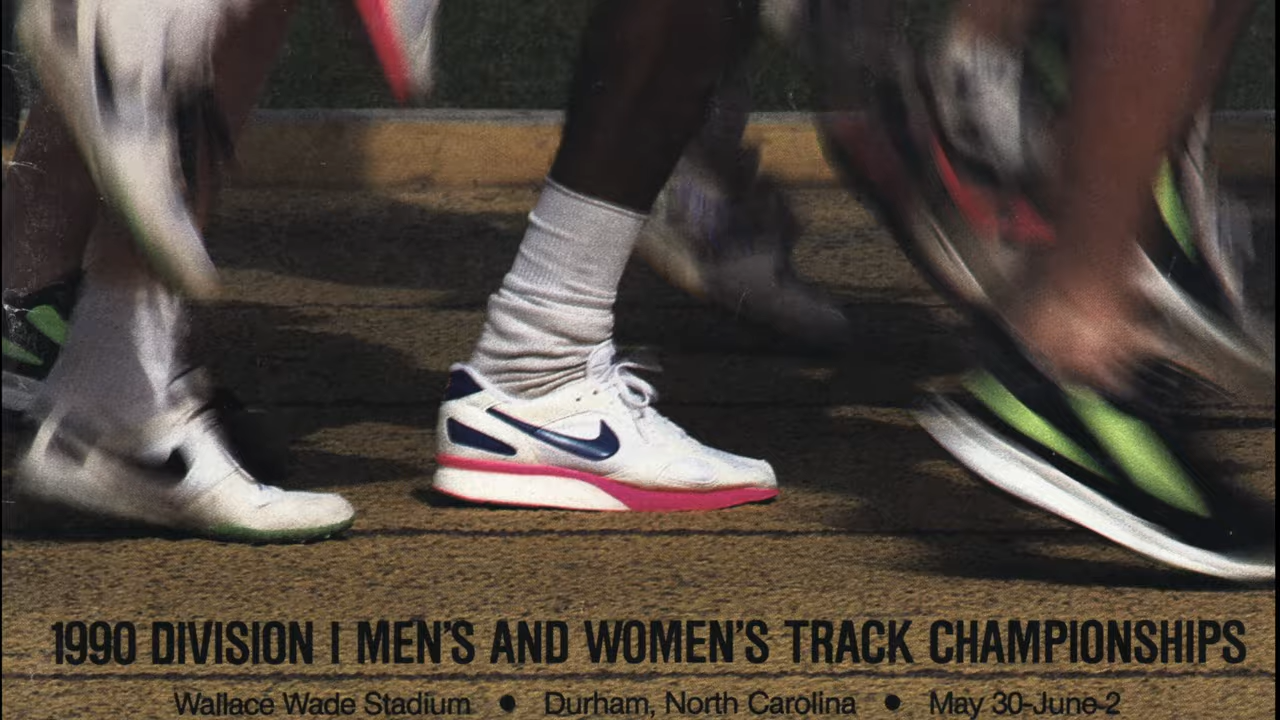 1990 DIVISION I MEN'S AND WOMEN'S TRACK CHAMPIONSHIPS
Wallace Wade Stadium • Durham, North Carolina • May 30-June 2